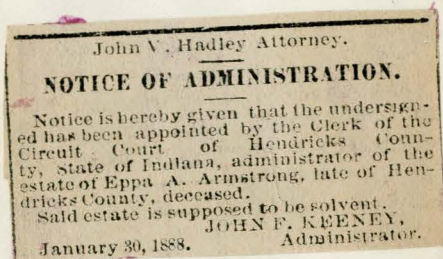 John V. Hadley Attorney.
NOTICE OF ADMINISTRATION.
Notice is hereby given that the undersign-
ed has been appointed by the Clerk of the
Circuit Court of Hendricks Coun-
ty, State of Indiana, administrator of the
estate of Eppa A. Armstrong, late of Hen-
dricks County, deceased.
Said estate is supposed to be solvent.
JOHN F. KEENEY,
January 30, 1888. Administrator.